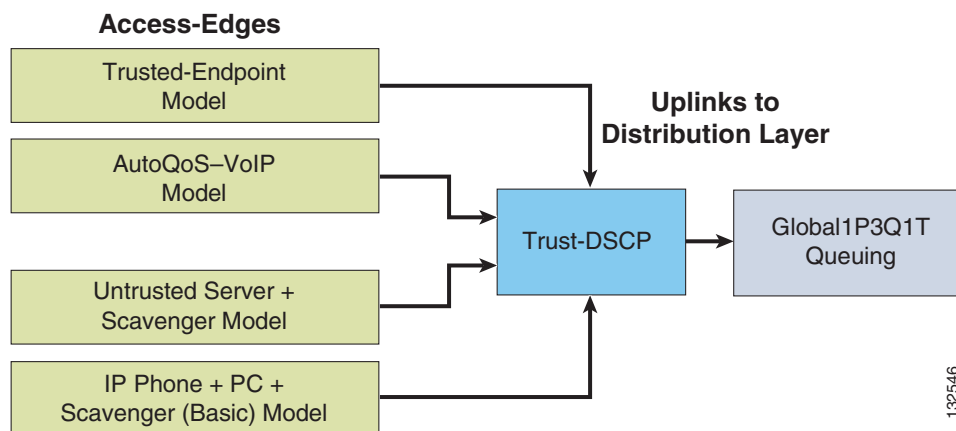 Access-Edges
Trusted-Endpoint
Model
AutoQoS–VoIP
Model
Untrusted Server +
Scavenger Model
IP Phone + PC +
Scavenger (Basic) Model
Uplinks to
Distribution Layer
Trust-DSCP
Global1P3Q1T
Queuing
132546